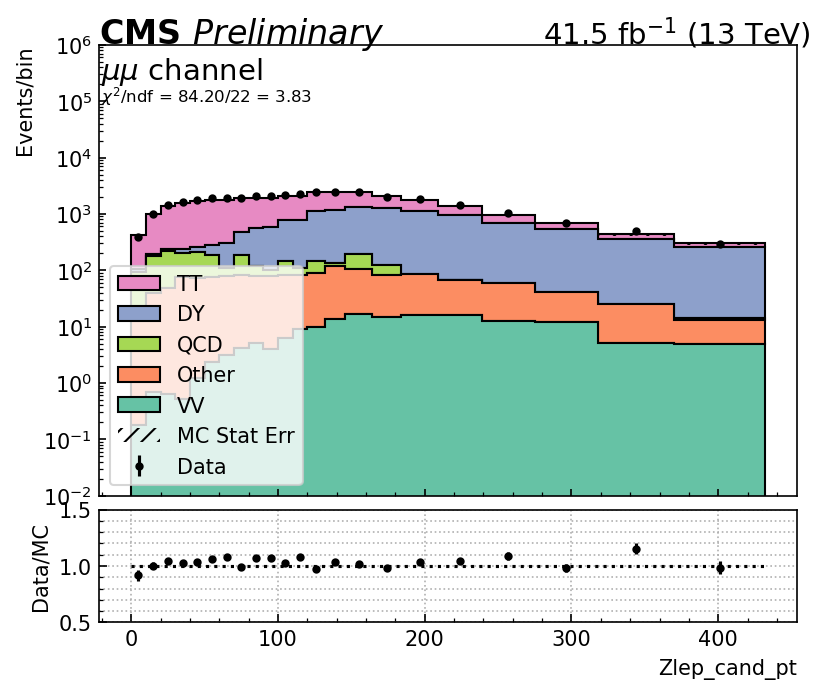 CMS Preliminary 41.5 fb⁻¹ (13 TeV)
μμ channel
χ²/ndf = 84.20/22 = 3.83
Events/bin
10⁶
10⁵
10⁴
10³
10²
10¹
10⁰
10⁻¹
10⁻²
TT
DY
QCD
Other
VV
MC Stat Err
Data
Data/MC
1.5
1.0
0.5
0 100 200 300 400
Zlep_cand_pt